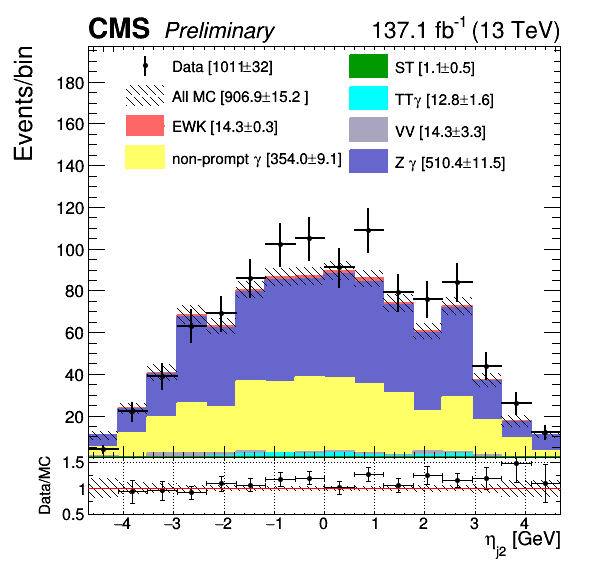 CMS Preliminary 137.1 fb⁻¹ (13 TeV)
Events/bin
Data [1011±32]
All MC [906.9±15.2 ]
EWK [14.3±0.3]
non-prompt γ [354.0±9.1]
ST [1.1±0.5]
TTγ [12.8±1.6]
VV [14.3±3.3]
Z γ [510.4±11.5]
180
160
140
120
100
80
60
40
20
Data/MC
1.5
1
0.5
−4 −3 −2 −1 0 1 2 3 4 5
η_j2 [GeV]